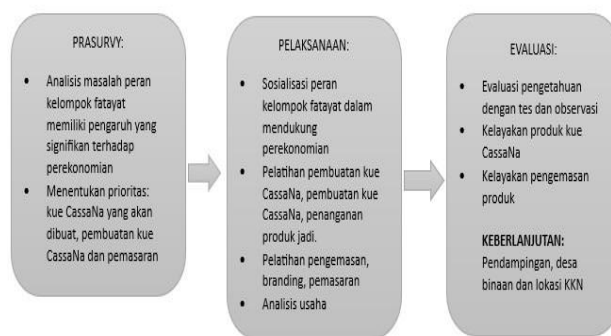 PRASURVY:
Analisis masalah peran
kelompok fatayat
memiliki pengaruh yang
signifikan terhadap
perekonomian
Menentukan prioritas:
kue CassaNa yang akan
dibuat, pembuatan kue
CassaNa dan pemasaran
PELAKSANAAN:
Sosialisasi peran
kelompok fatayat dalam
mendukung
perekonomian
Pelatihan pembuatan kue
CassaNa, pembuatan kue
CassaNa, penanganan
produk jadi.
Pelatihan pengemasan,
branding, pemasaran
Analisis usaha
EVALUASI:
Evaluasi pengetahuan
dengan tes dan observasi
Kelayakan produk kue
CassaNa
Kelayakan pengemasan
produk
KEBERLANJUTAN:
Pendampingan, desa
binaan dan lokasi KKN